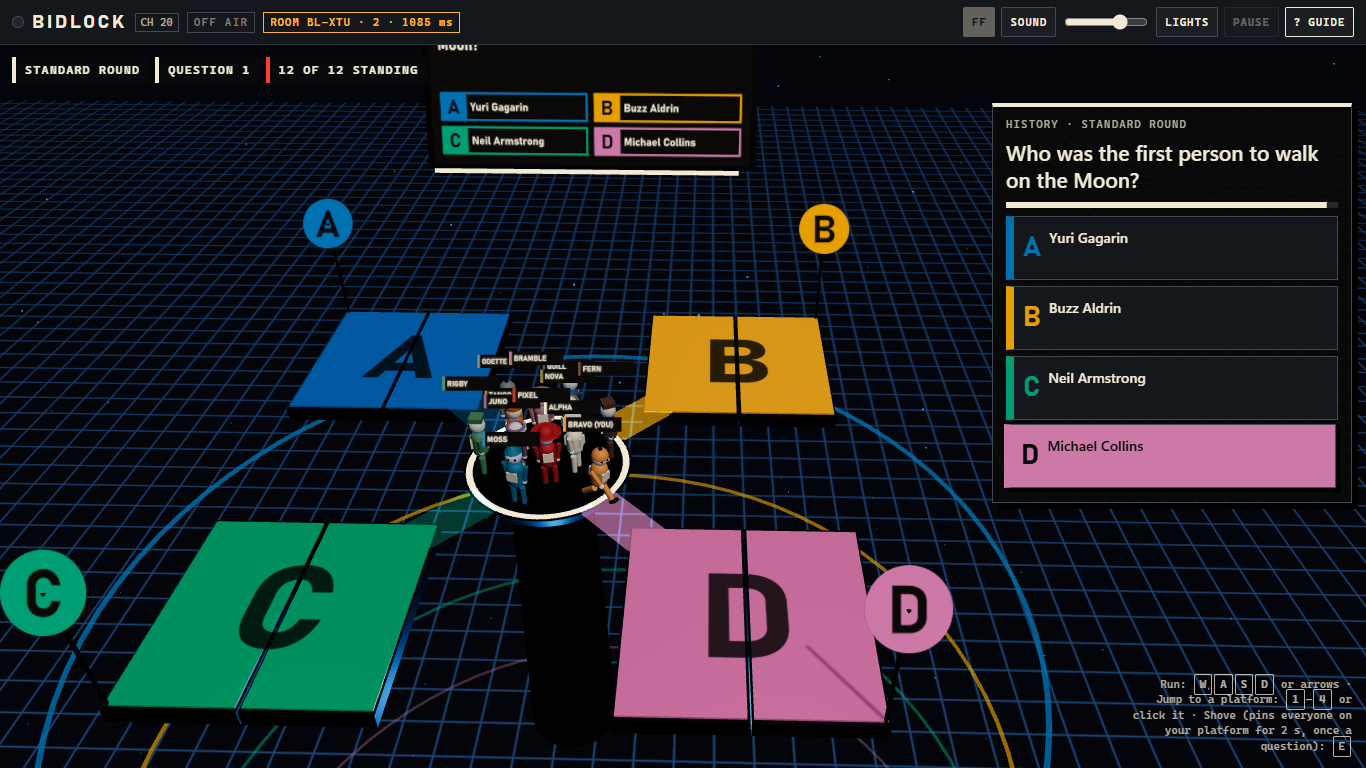 BIDLOCK CH 20 OFF AIR ROOM BL-XTU · 2 · 1085 ms FF SOUND LIGHTS PAUSE ? GUIDE
STANDARD ROUND QUESTION 1 12 OF 12 STANDING
Moon?
A Yuri Gagarin B Buzz Aldrin
C Neil Armstrong D Michael Collins
HISTORY · STANDARD ROUND
Who was the first person to walk
on the Moon?
A Yuri Gagarin
B Buzz Aldrin
C Neil Armstrong
D Michael Collins
A
B
A
B
ODETTE BRAMBLE
QUILL
NOVA
FERN
RIGBY
PIXEL
JUNO
ALPHA
BRAVO (YOU)
MOSS
C
D
C
D
Run: W A S D or arrows ·
Jump to a platform: 1 4 or
click it · Shove (pins everyone on
your platform for 2 s, once a
question): E